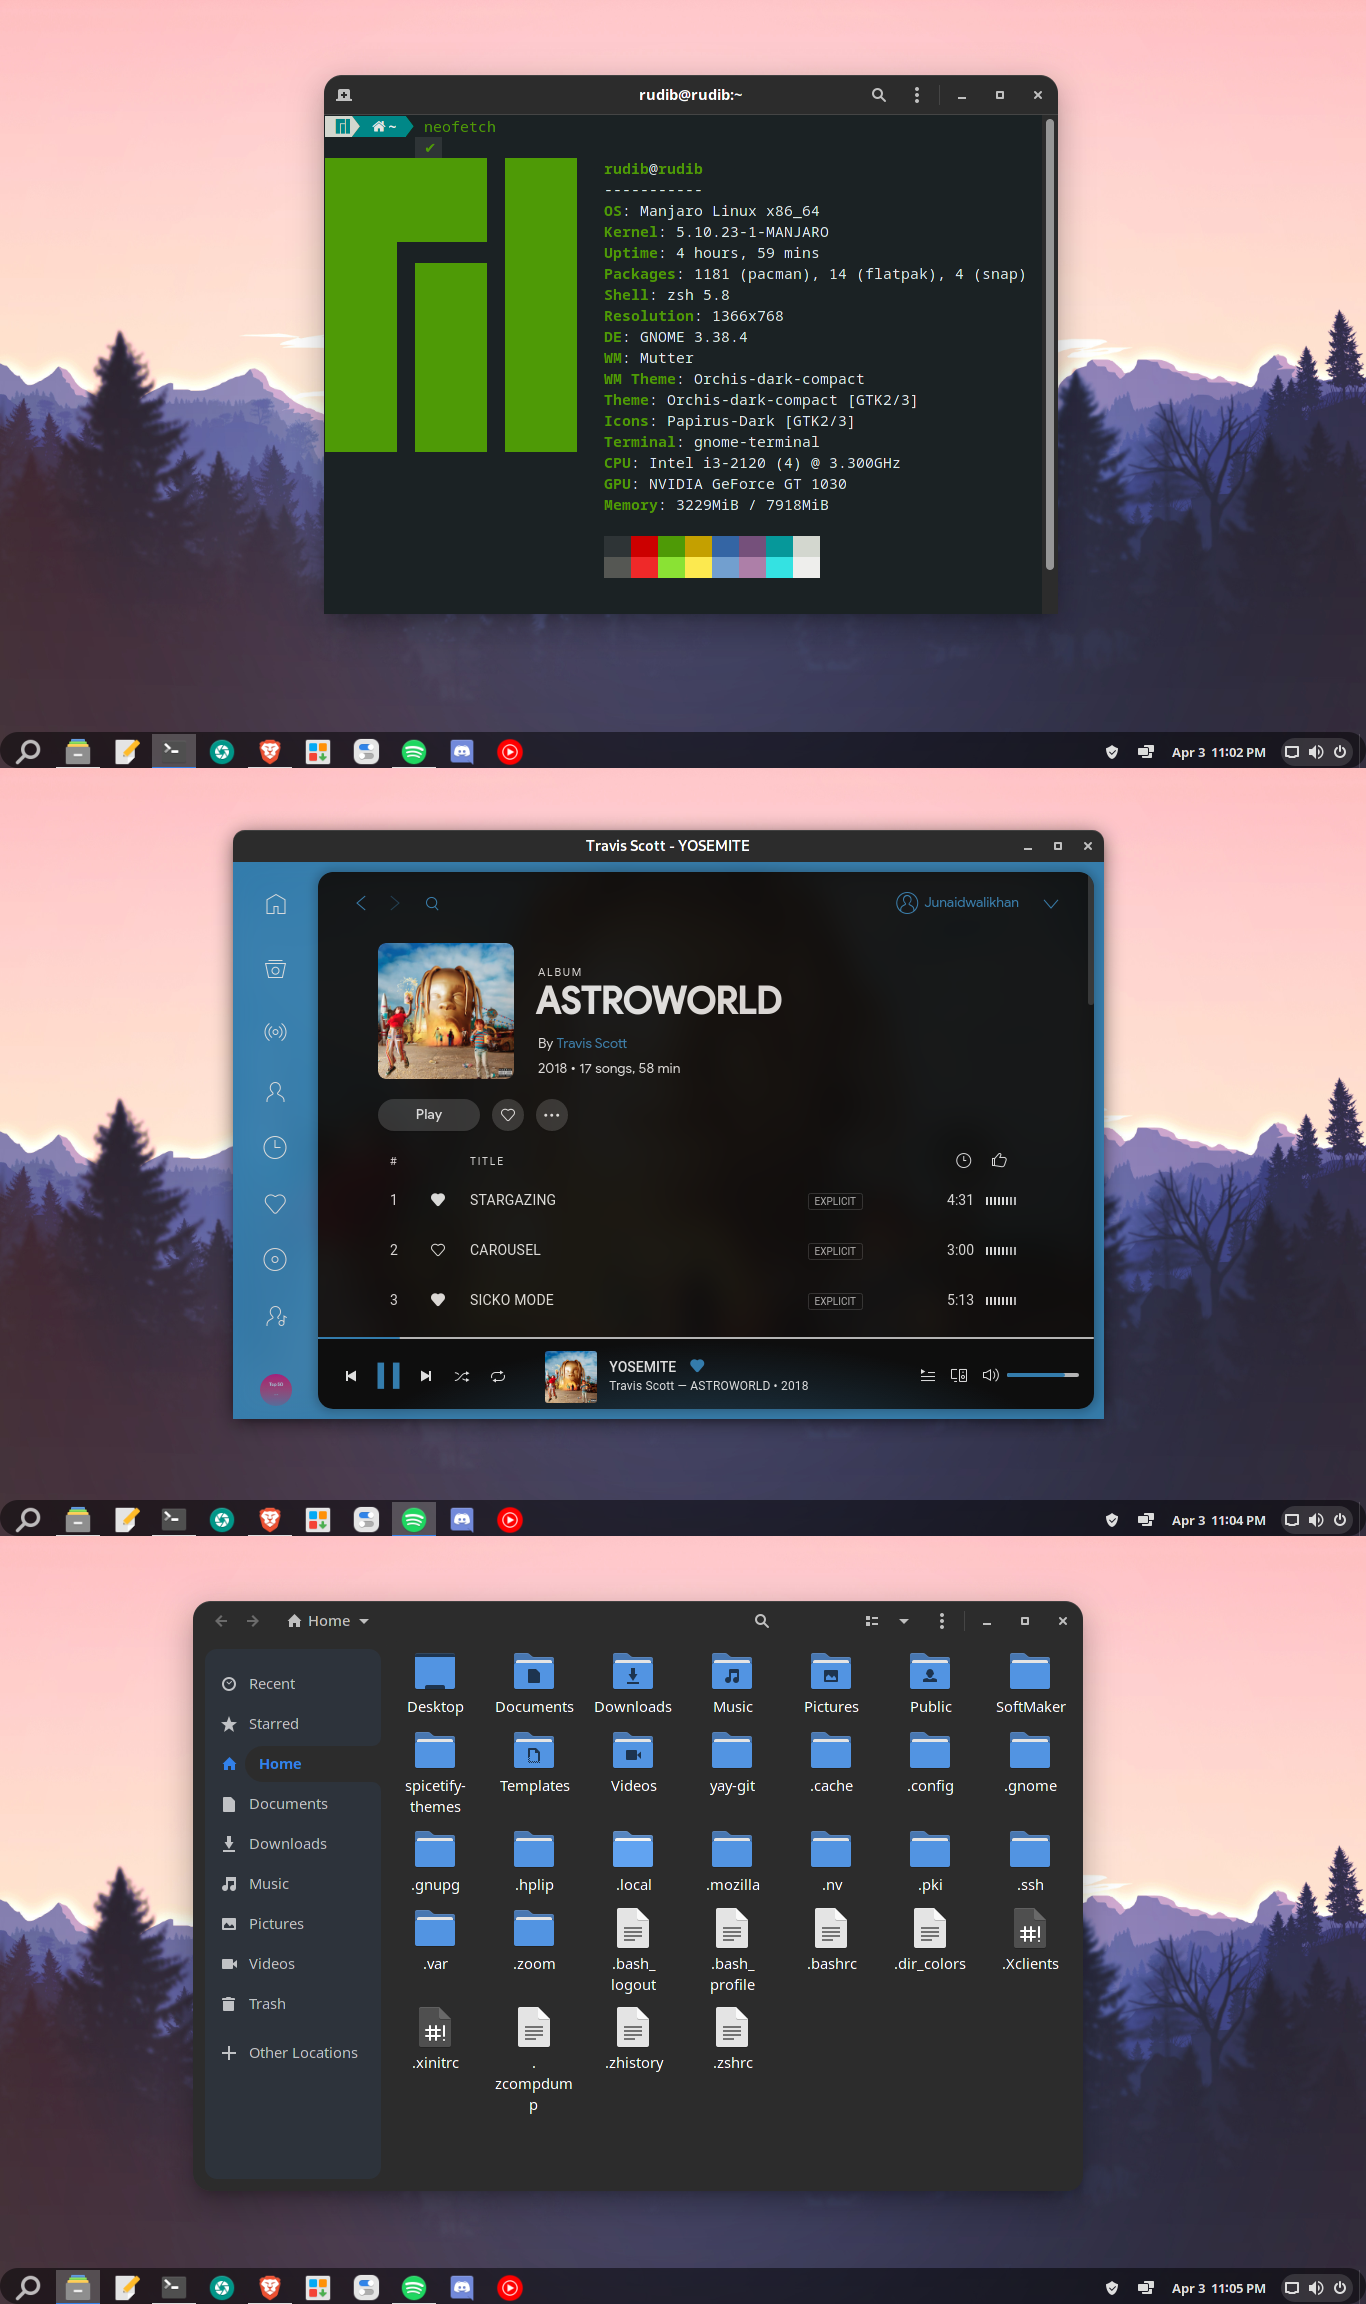 rudib@rudib:~
~ neofetch
✔
rudib@rudib
-----------
OS: Manjaro Linux x86_64
Kernel: 5.10.23-1-MANJARO
Uptime: 4 hours, 59 mins
Packages: 1181 (pacman), 14 (flatpak), 4 (snap)
Shell: zsh 5.8
Resolution: 1366x768
DE: GNOME 3.38.4
WM: Mutter
WM Theme: Orchis-dark-compact
Theme: Orchis-dark-compact [GTK2/3]
Icons: Papirus-Dark [GTK2/3]
Terminal: gnome-terminal
CPU: Intel i3-2120 (4) @ 3.300GHz
GPU: NVIDIA GeForce GT 1030
Memory: 3229MiB / 7918MiB
Apr 3 11:02 PM
Travis Scott - YOSEMITE
Junaidwalikhan
ALBUM
ASTROWORLD
By Travis Scott
2018 • 17 songs, 58 min
Play
# TITLE
1 STARGAZING EXPLICIT 4:31
2 CAROUSEL EXPLICIT 3:00
3 SICKO MODE EXPLICIT 5:13
YOSEMITE
Travis Scott — ASTROWORLD • 2018
Apr 3 11:04 PM
Home
Recent
Starred
Home
Documents
Downloads
Music
Pictures
Videos
Trash
Other Locations
Desktop Documents Downloads Music Pictures Public SoftMaker
spicetify- Templates Videos yay-git .cache .config .gnome
themes
.gnupg .hplip .local .mozilla .nv .pki .ssh
.var .zoom .bash_ .bash_ .bashrc .dir_colors .Xclients
logout profile
.xinitrc . .zhistory .zshrc
zcompdum
p
Apr 3 11:05 PM